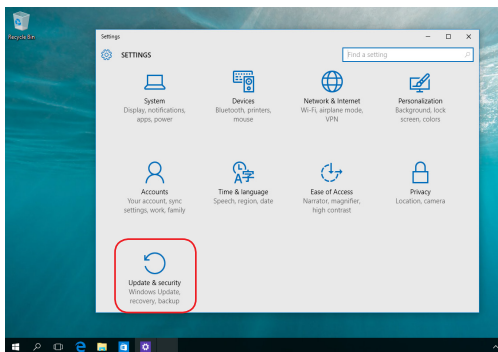 Recycle Bin
Settings
SETTINGS
Find a setting
System
Display, notifications,
apps, power
Devices
Bluetooth, printers,
mouse
Network & Internet
Wi-Fi, airplane mode,
VPN
Personalization
Background, lock
screen, colors
Accounts
Your account, sync
settings, work, family
Time & language
Speech, region, date
Ease of Access
Narrator, magnifier,
high contrast
Privacy
Location, camera
Update & security
Windows Update,
recovery, backup